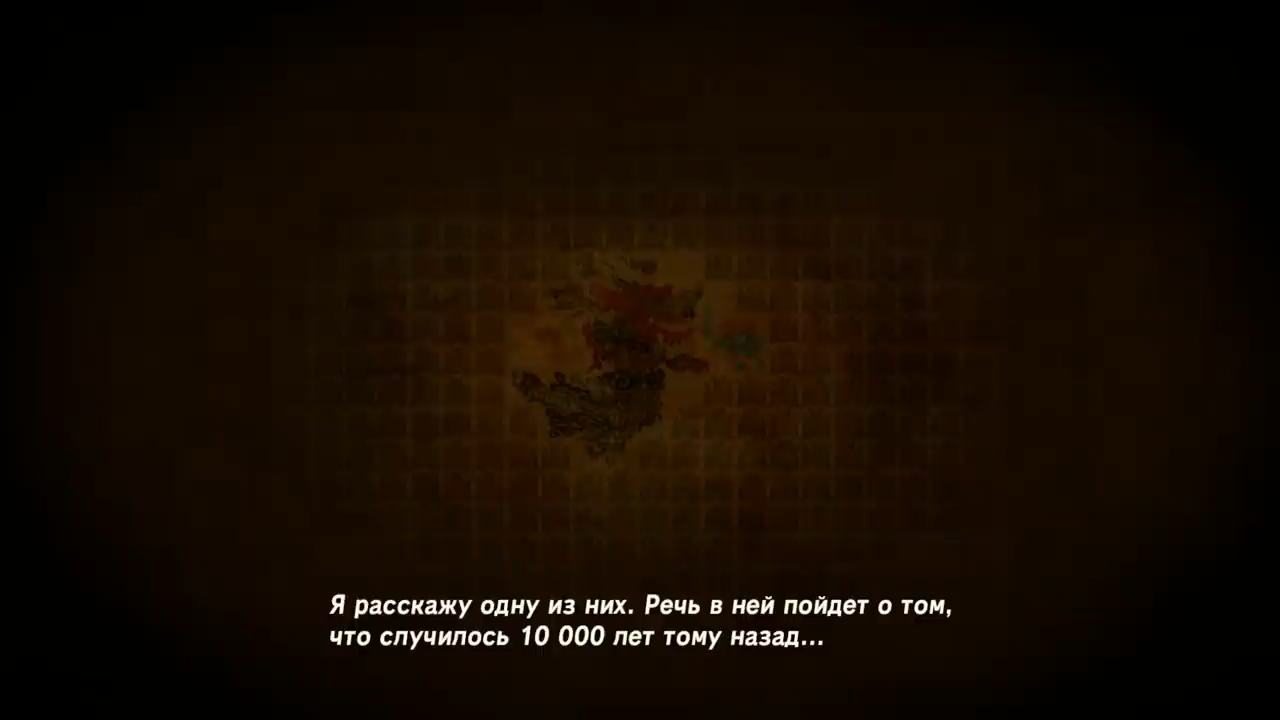 Я расскажу одну из них. Речь в ней пойдет о том,
что случилось 10 000 лет тому назад...